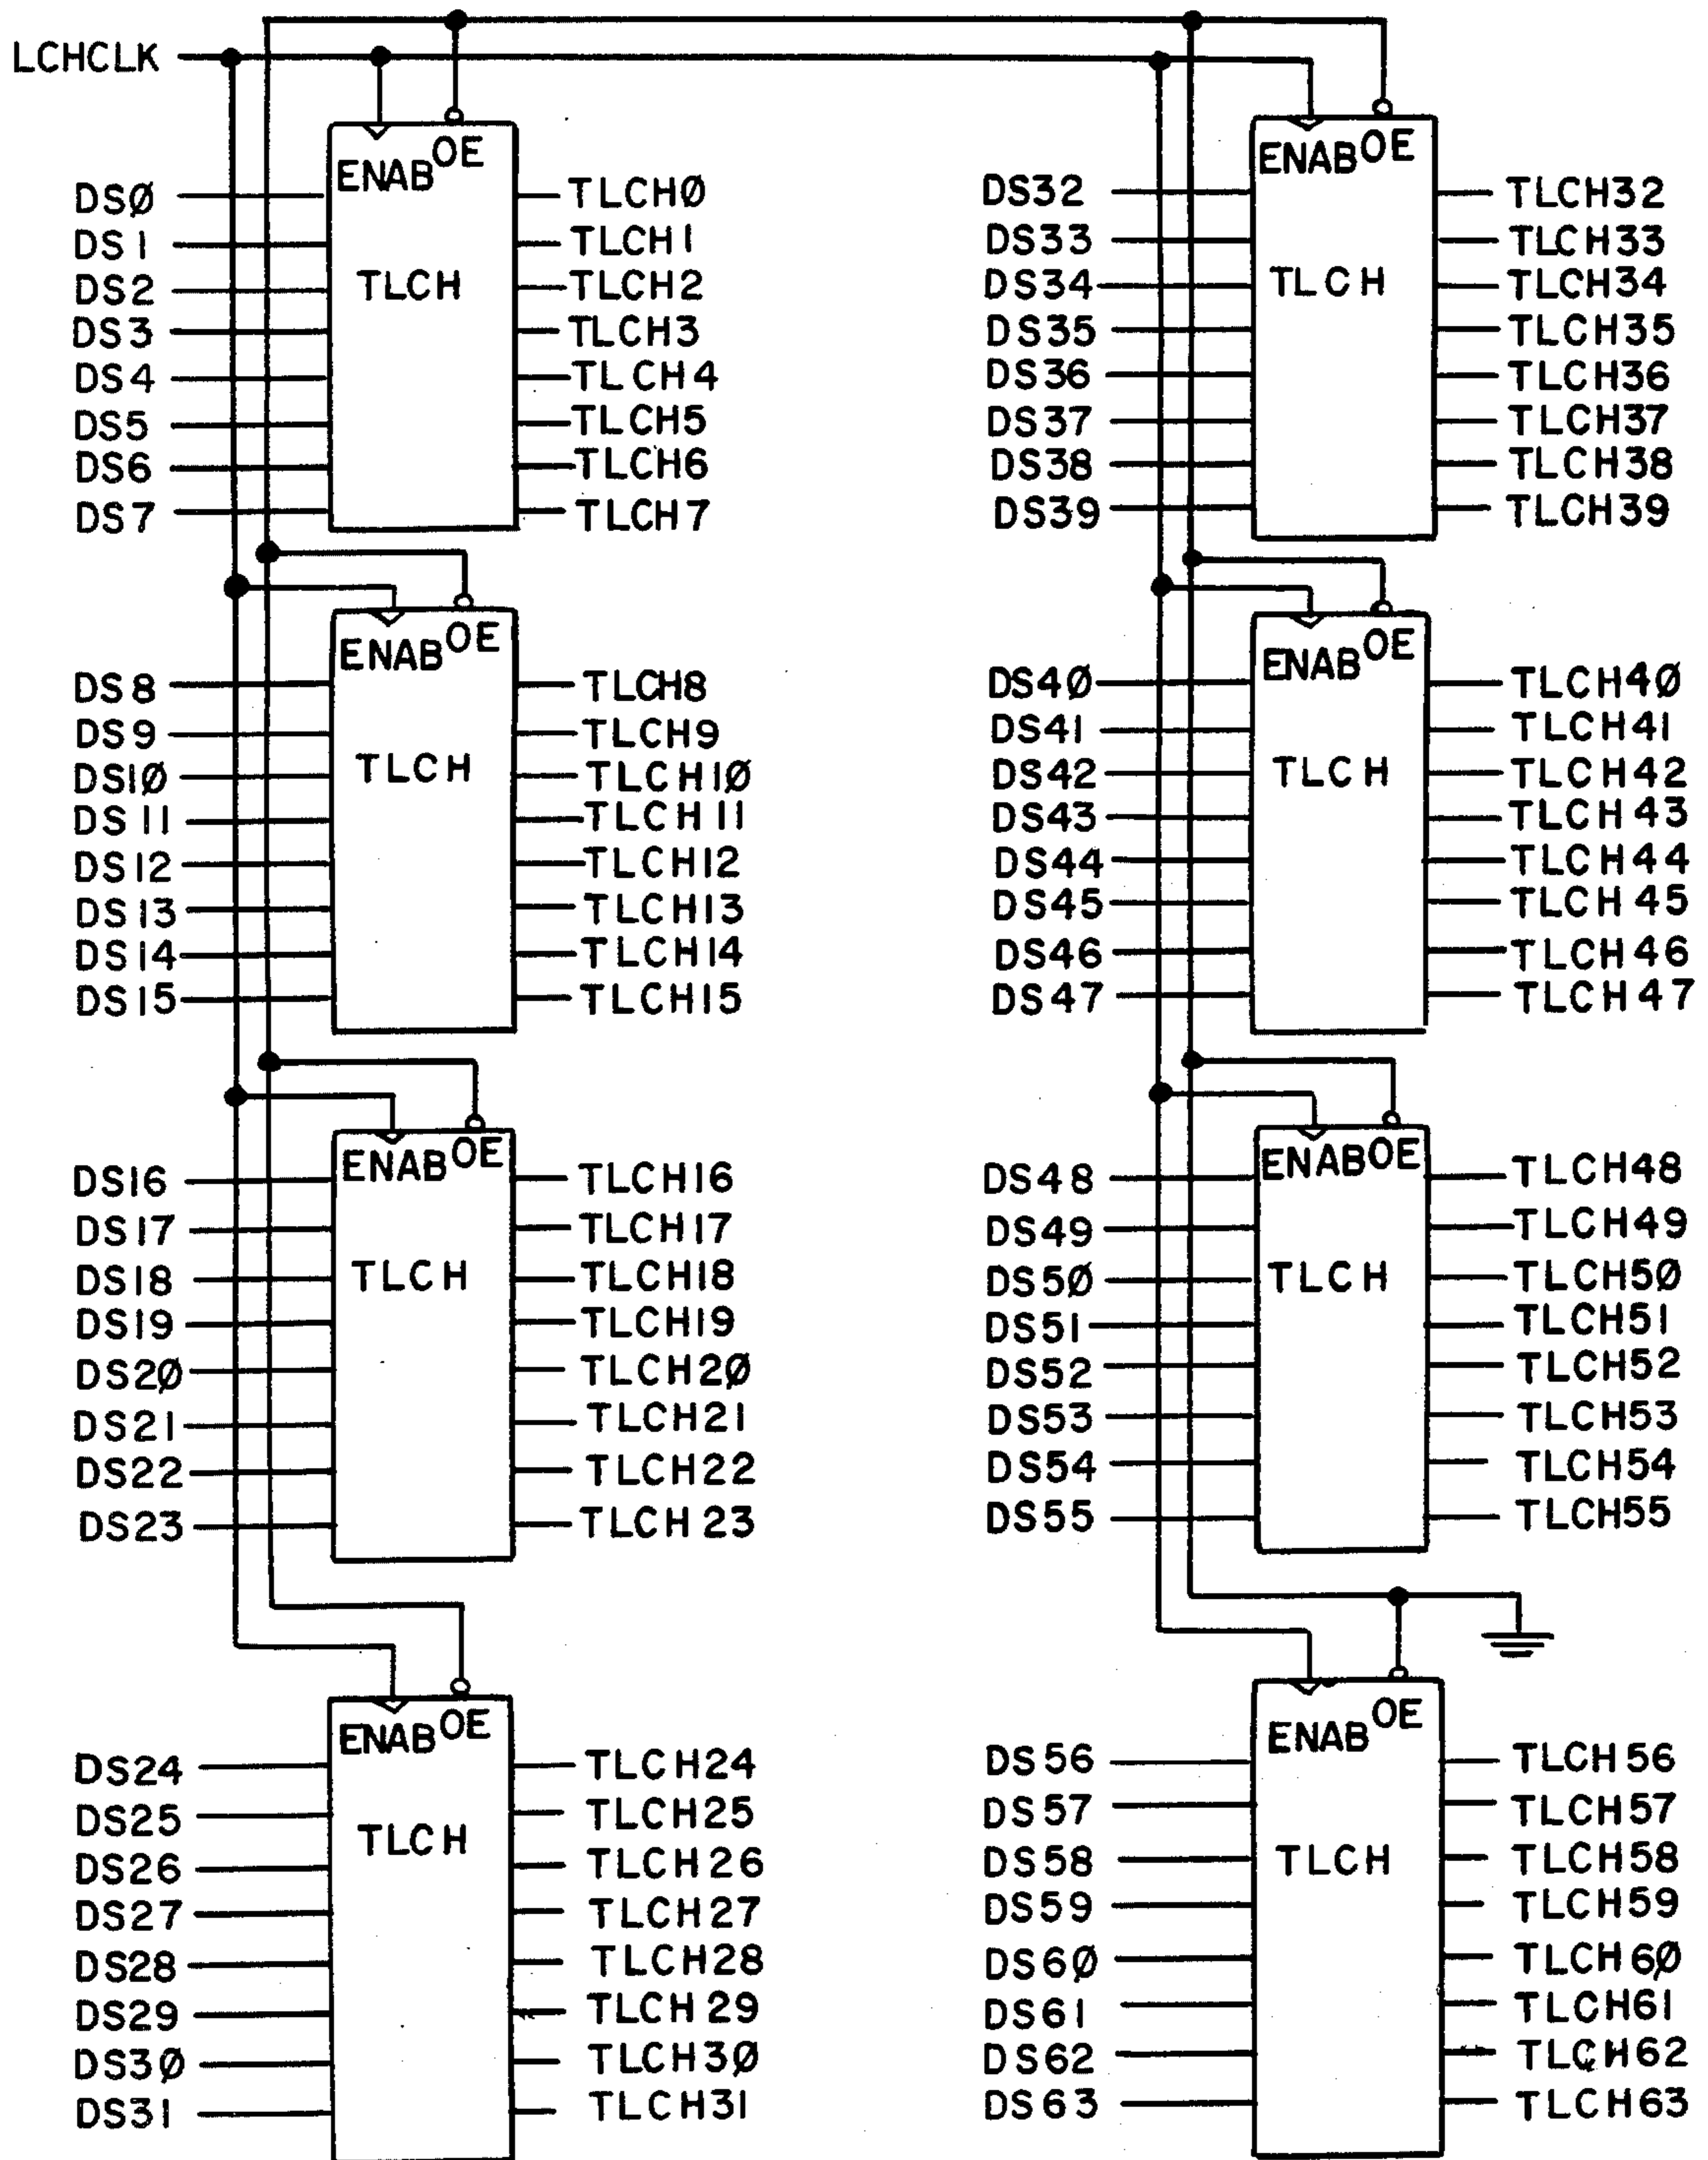 LCHCLK
ENAB OE
DSØ TLCHØ
DS1 TLCH1
DS2 TLCH TLCH2
DS3 TLCH3
DS4 TLCH4
DS5 TLCH5
DS6 TLCH6
DS7 TLCH7
ENAB OE
DS8 TLCH8
DS9 TLCH9
DS1Ø TLCH TLCH1Ø
DS11 TLCH11
DS12 TLCH12
DS13 TLCH13
DS14 TLCH14
DS15 TLCH15
ENAB OE
DS16 TLCH16
DS17 TLCH17
DS18 TLCH TLCH18
DS19 TLCH19
DS2Ø TLCH2Ø
DS21 TLCH21
DS22 TLCH22
DS23 TLCH23
ENAB OE
DS24 TLCH24
DS25 TLCH25
TLCH
DS26 TLCH26
DS27 TLCH27
DS28 TLCH28
DS29 TLCH29
DS3Ø TLCH3Ø
DS31 TLCH31
ENAB OE
DS32 TLCH32
DS33 TLCH33
DS34 TLCH TLCH34
DS35 TLCH35
DS36 TLCH36
DS37 TLCH37
DS38 TLCH38
DS39 TLCH39
ENAB OE
DS4Ø TLCH4Ø
DS41 TLCH41
DS42 TLCH TLCH42
DS43 TLCH43
DS44 TLCH44
DS45 TLCH45
DS46 TLCH46
DS47 TLCH47
ENAB OE
DS48 TLCH48
DS49 TLCH49
DS5Ø TLCH TLCH5Ø
DS51 TLCH51
DS52 TLCH52
DS53 TLCH53
DS54 TLCH54
DS55 TLCH55
ENAB OE
DS56 TLCH56
DS57 TLCH57
DS58 TLCH TLCH58
DS59 TLCH59
DS6Ø TLCH6Ø
DS61 TLCH61
DS62 TLCH62
DS63 TLCH63